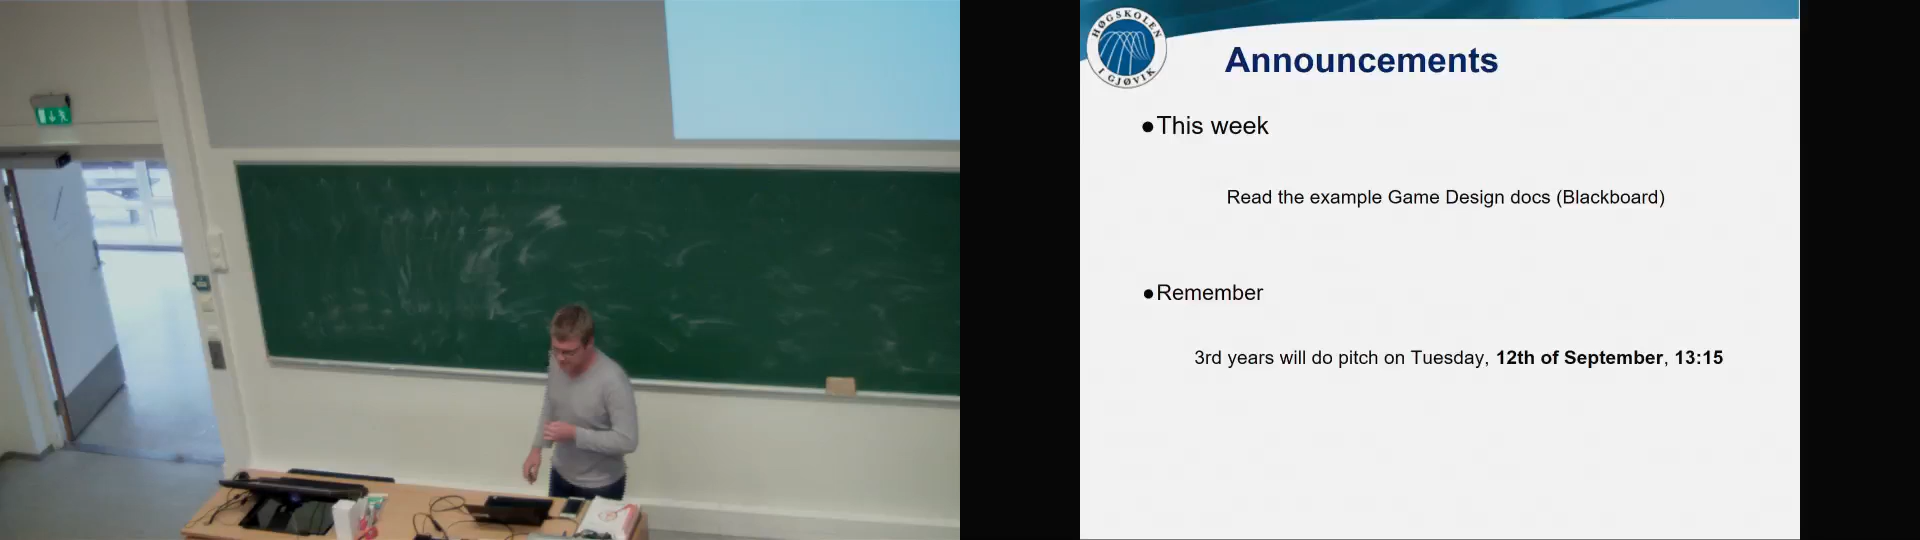 HØGSKOLEN
I GJØVIK
Announcements
●This week
Read the example Game Design docs (Blackboard)
●Remember
3rd years will do pitch on Tuesday, 12th of September, 13:15